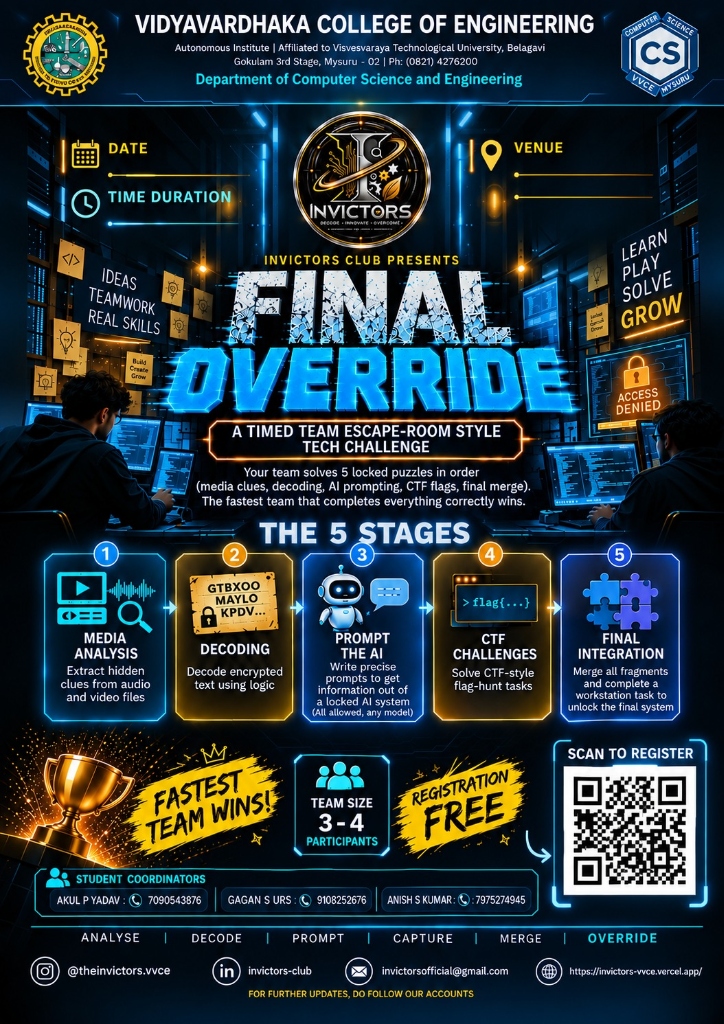 VIDYAVARDHAKA COLLEGE OF ENGINEERING
Autonomous Institute | Affiliated to Visvesvaraya Technological University, Belagavi
Gokulam 3rd Stage, Mysuru - 02 | Ph: (0821) 4276200
Department of Computer Science and Engineering
COMPUTER SCIENCE
CS
VVCE MYSURU
DATE
TIME DURATION
VENUE
I
INVICTORS
DECODE • INNOVATE • OVERCOME
INVICTORS CLUB PRESENTS
FINAL
OVERRIDE
</>
IDEAS
TEAMWORK
REAL SKILLS
Build
Create
Grow
LEARN
PLAY
SOLVE
GROW
ACCESS
DENIED
A TIMED TEAM ESCAPE-ROOM STYLE
TECH CHALLENGE
Your team solves 5 locked puzzles in order
(media clues, decoding, AI prompting, CTF flags, final merge).
The fastest team that completes everything correctly wins.
THE 5 STAGES
1
MEDIA
ANALYSIS
Extract hidden
clues from audio
and video files
2
GTBXOO
MAYLO
KPDV...
DECODING
Decode encrypted
text using logic
3
PROMPT
THE AI
Write precise
prompts to get
information out of
a locked AI system
(All allowed, any model)
4
>flag{...}
CTF
CHALLENGES
Solve CTF-style
flag-hunt tasks
5
FINAL
INTEGRATION
Merge all fragments
and complete a
workstation task to
unlock the final system
FASTEST
TEAM WINS!
TEAM SIZE
3-4
PARTICIPANTS
REGISTRATION
FREE
SCAN TO REGISTER
STUDENT COORDINATORS
AKUL P YADAV : 7090543876
GAGAN S URS : 9108252676
ANISH S KUMAR : 7975274945
ANALYSE | DECODE | PROMPT | CAPTURE | MERGE | OVERRIDE
@theinvictors.vvce
invictors-club
invictorsofficial@gmail.com
https://invictors-vvce.vercel.app/
FOR FURTHER UPDATES, DO FOLLOW OUR ACCOUNTS